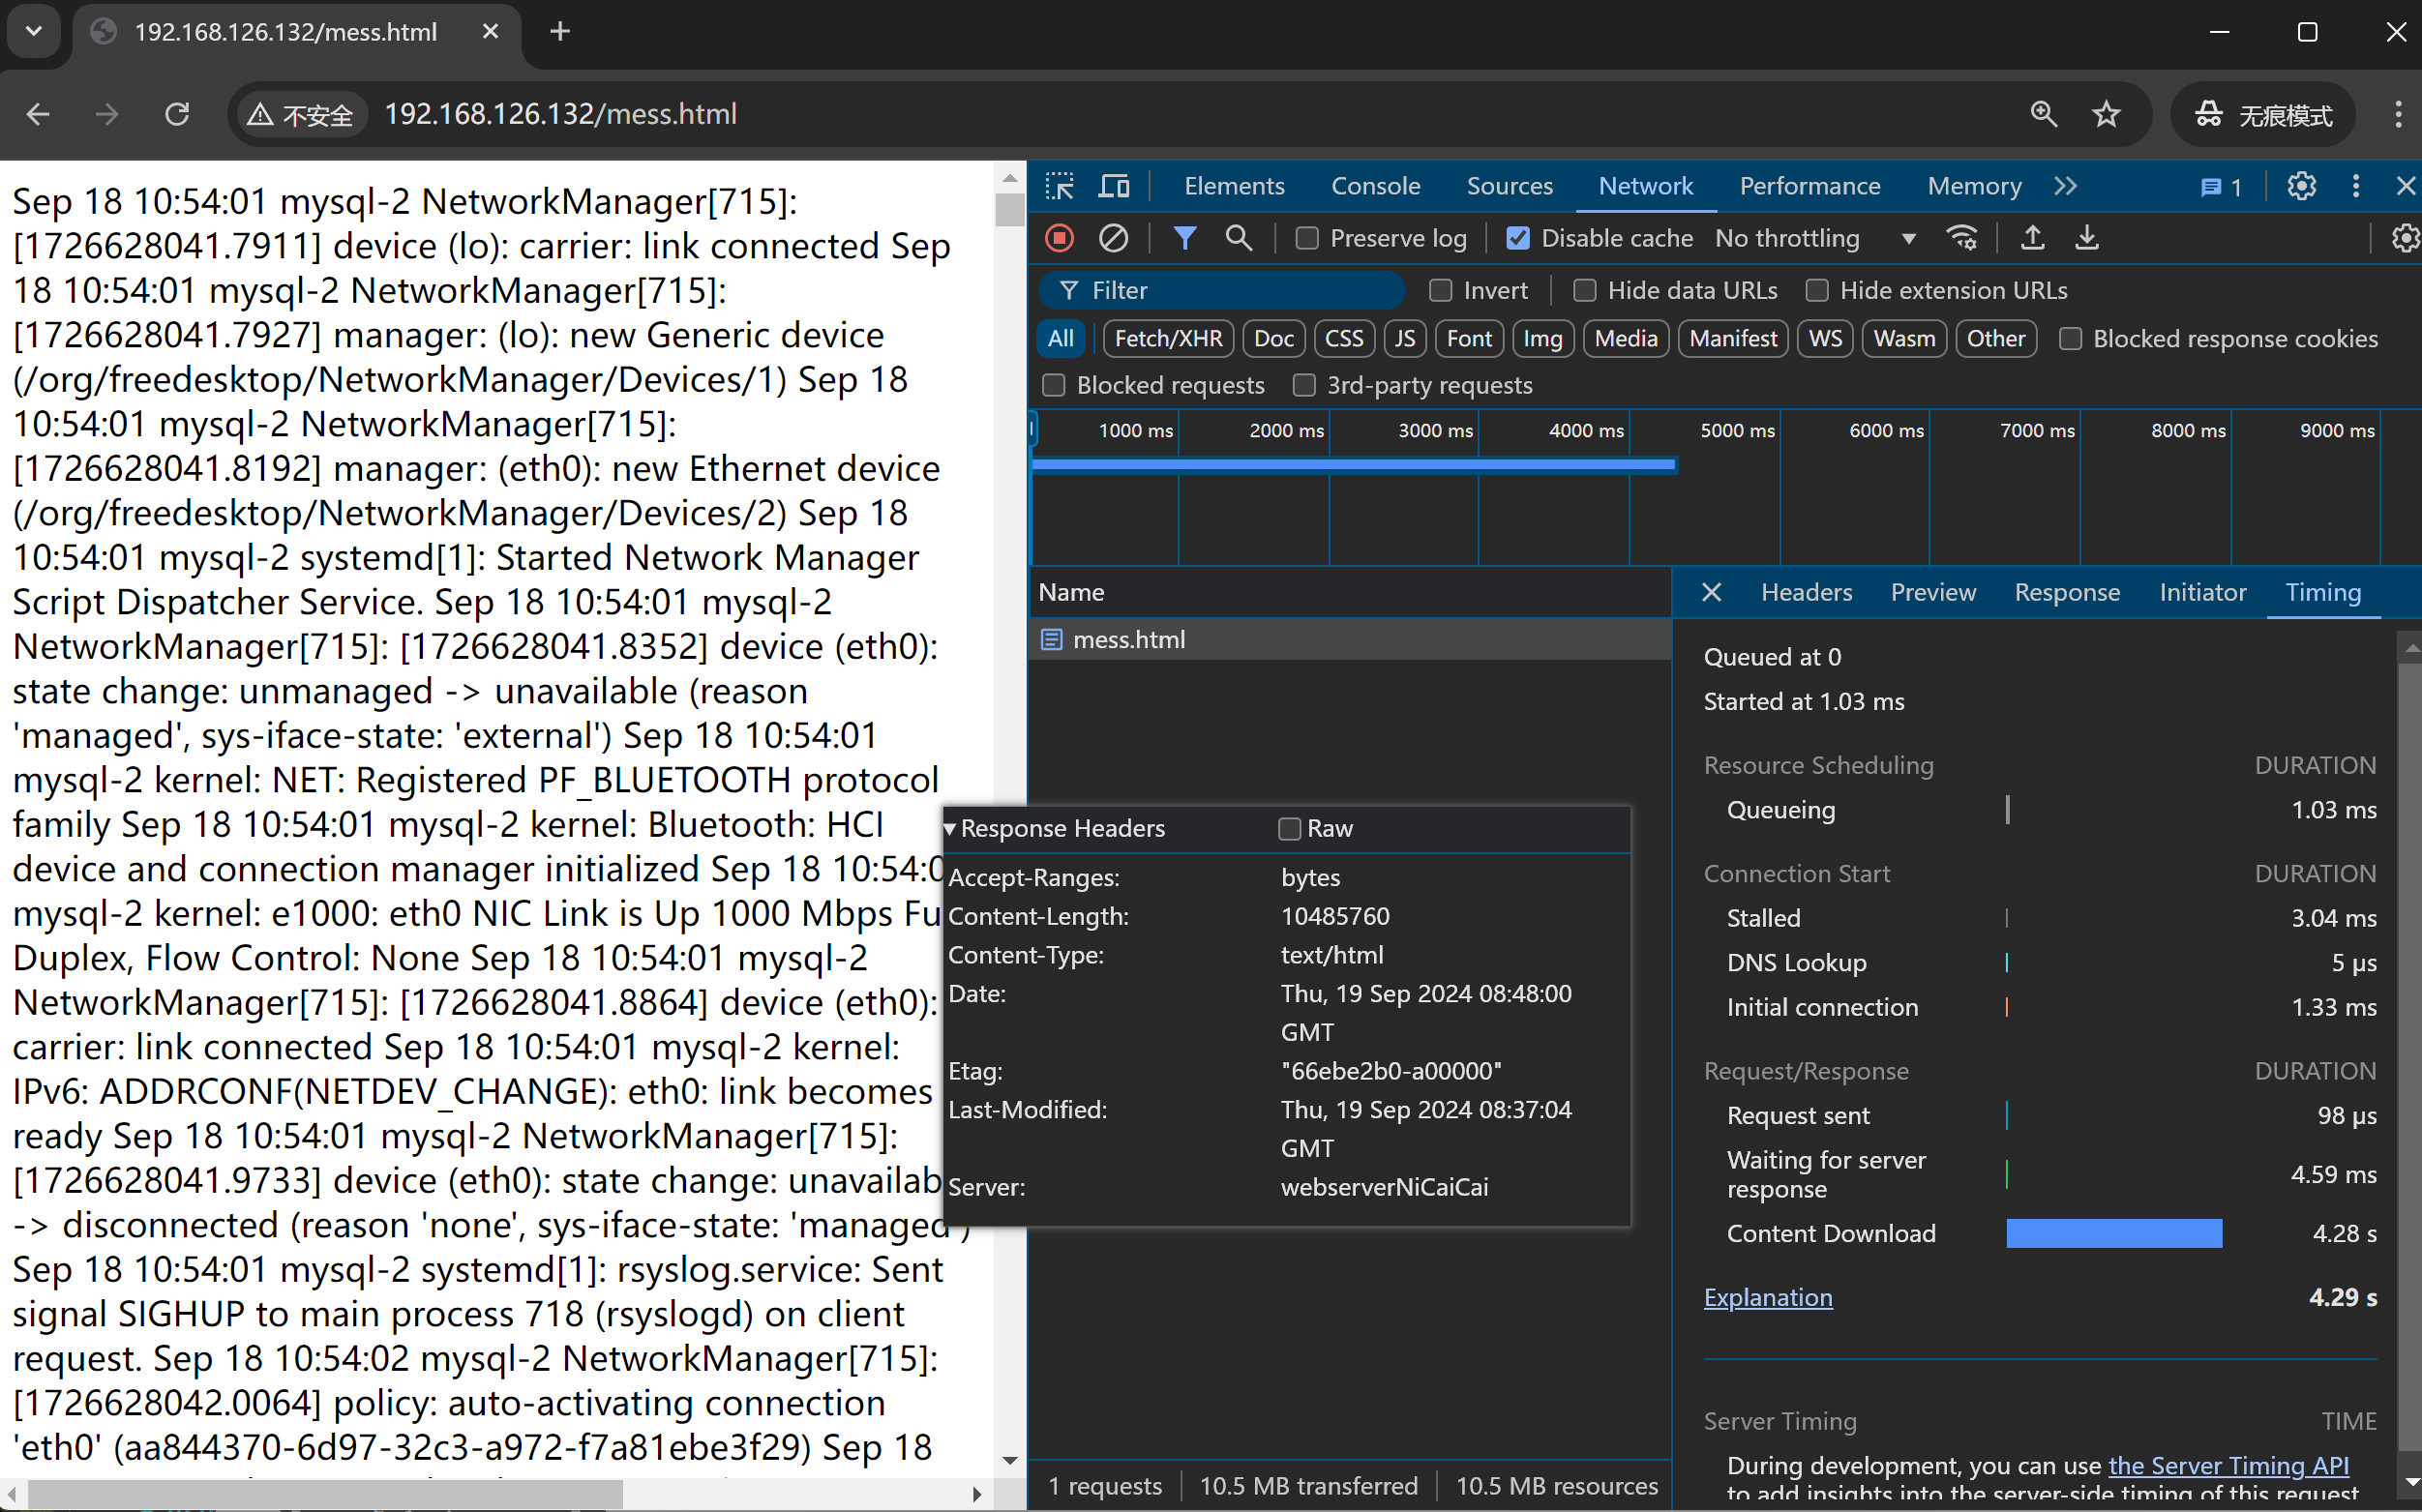 192.168.126.132/mess.html
不安全
192.168.126.132/mess.html
无痕模式
Sep 18 10:54:01 mysql-2 NetworkManager[715]:
[1726628041.7911] device (lo): carrier: link connected Sep
18 10:54:01 mysql-2 NetworkManager[715]:
[1726628041.7927] manager: (lo): new Generic device
(/org/freedesktop/NetworkManager/Devices/1) Sep 18
10:54:01 mysql-2 NetworkManager[715]:
[1726628041.8192] manager: (eth0): new Ethernet device
(/org/freedesktop/NetworkManager/Devices/2) Sep 18
10:54:01 mysql-2 systemd[1]: Started Network Manager
Script Dispatcher Service. Sep 18 10:54:01 mysql-2
NetworkManager[715]: [1726628041.8352] device (eth0):
state change: unmanaged -> unavailable (reason
'managed', sys-iface-state: 'external') Sep 18 10:54:01
mysql-2 kernel: NET: Registered PF_BLUETOOTH protocol
family Sep 18 10:54:01 mysql-2 kernel: Bluetooth: HCI
device and connection manager initialized Sep 18 10:54:0
mysql-2 kernel: e1000: eth0 NIC Link is Up 1000 Mbps Fu
Duplex, Flow Control: None Sep 18 10:54:01 mysql-2
NetworkManager[715]: [1726628041.8864] device (eth0):
carrier: link connected Sep 18 10:54:01 mysql-2 kernel:
IPv6: ADDRCONF(NETDEV_CHANGE): eth0: link becomes
ready Sep 18 10:54:01 mysql-2 NetworkManager[715]:
[1726628041.9733] device (eth0): state change: unavailab
-> disconnected (reason 'none', sys-iface-state: 'managed')
Sep 18 10:54:01 mysql-2 systemd[1]: rsyslog.service: Sent
signal SIGHUP to main process 718 (rsyslogd) on client
request. Sep 18 10:54:02 mysql-2 NetworkManager[715]:
[1726628042.0064] policy: auto-activating connection
'eth0' (aa844370-6d97-32c3-a972-f7a81ebe3f29) Sep 18
Elements Console Sources Network Performance Memory 1
Preserve log Disable cache No throttling
Filter Invert Hide data URLs Hide extension URLs
All Fetch/XHR Doc CSS JS Font Img Media Manifest WS Wasm Other Blocked response cookies
Blocked requests 3rd-party requests
1000 ms 2000 ms 3000 ms 4000 ms 5000 ms 6000 ms 7000 ms 8000 ms 9000 ms
Name
mess.html
Response Headers Raw
Accept-Ranges: bytes
Content-Length: 10485760
Content-Type: text/html
Date: Thu, 19 Sep 2024 08:48:00
GMT
Etag: "66ebe2b0-a00000"
Last-Modified: Thu, 19 Sep 2024 08:37:04
GMT
Server: webserverNiCaiCai
Headers Preview Response Initiator Timing
Queued at 0
Started at 1.03 ms
Resource Scheduling DURATION
Queueing 1.03 ms
Connection Start DURATION
Stalled 3.04 ms
DNS Lookup 5 µs
Initial connection 1.33 ms
Request/Response DURATION
Request sent 98 µs
Waiting for server
response 4.59 ms
Content Download 4.28 s
Explanation 4.29 s
Server Timing TIME
During development, you can use the Server Timing API
to add insights into the server-side timing of this request
1 requests 10.5 MB transferred 10.5 MB resources